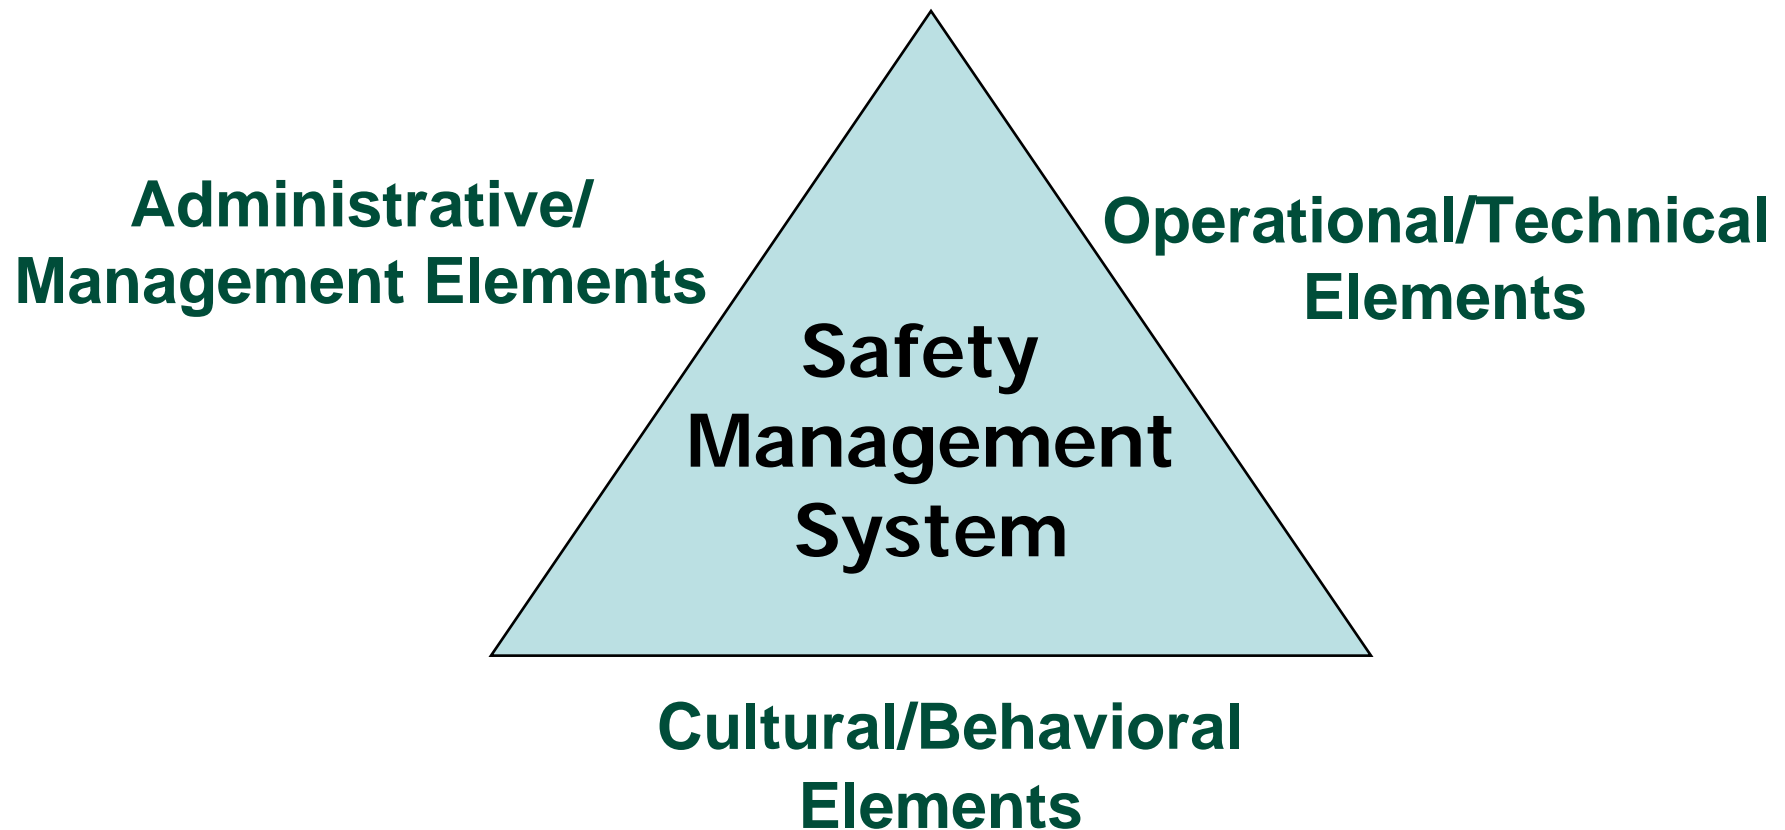 Administrative/
Management Elements
Operational/Technical
Elements
Safety
Management
System
Cultural/Behavioral
Elements